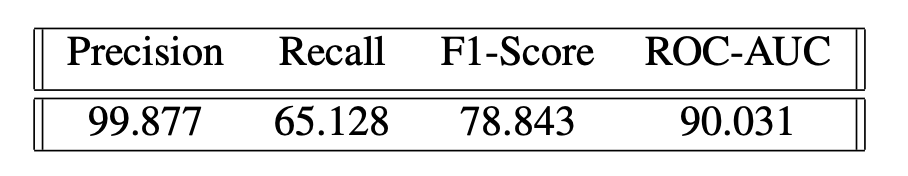 Precision Recall F1-Score ROC-AUC
99.877 65.128 78.843 90.031